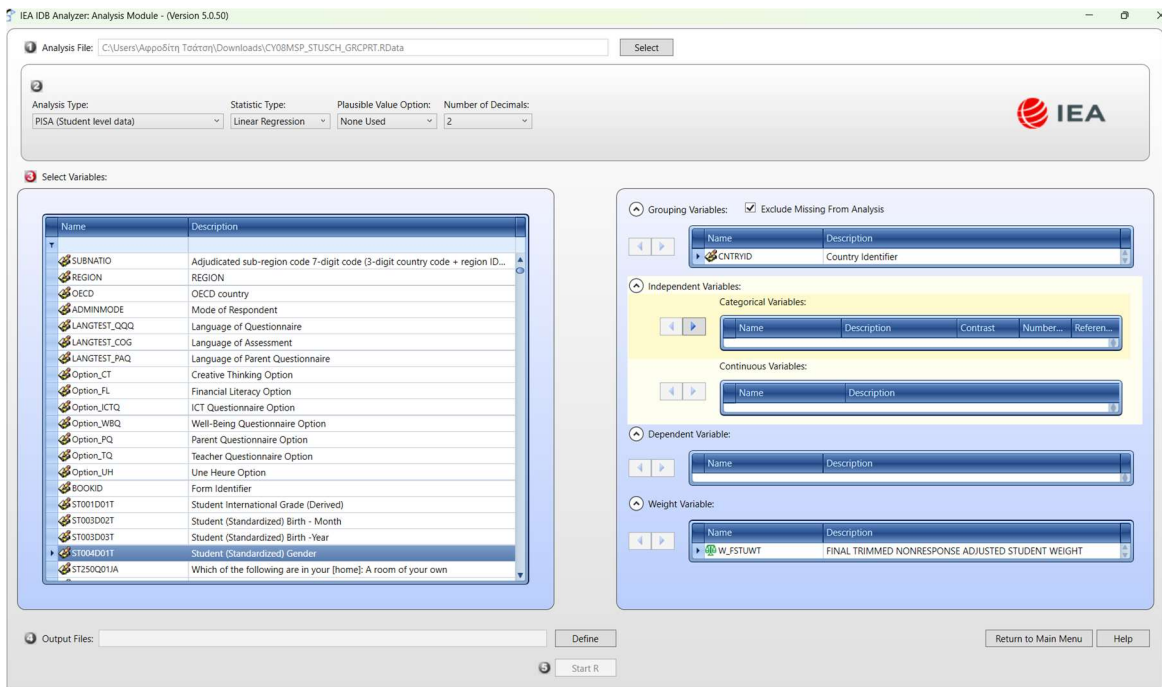 IEA IDB Analyzer: Analysis Module - (Version 5.0.50)
1 Analysis File: C:\Users\Αφροδίτη Τσάτση\Downloads\CY08MSP_STUSCH_GRCPRT.RData Select
2
Analysis Type: Statistic Type: Plausible Value Option: Number of Decimals:
PISA (Student level data) Linear Regression None Used 2
IEA
3 Select Variables:
Name Description
SUBNATIO Adjudicated sub-region code 7-digit code (3-digit country code + region ID...
REGION REGION
OECD OECD country
ADMINMODE Mode of Respondent
LANGTEST_QQQ Language of Questionnaire
LANGTEST_COG Language of Assessment
LANGTEST_PAQ Language of Parent Questionnaire
Option_CT Creative Thinking Option
Option_FL Financial Literacy Option
Option_ICTQ ICT Questionnaire Option
Option_WBQ Well-Being Questionnaire Option
Option_PQ Parent Questionnaire Option
Option_TQ Teacher Questionnaire Option
Option_UH Une Heure Option
BOOKID Form Identifier
ST001D01T Student International Grade (Derived)
ST003D02T Student (Standardized) Birth - Month
ST003D03T Student (Standardized) Birth -Year
ST004D01T Student (Standardized) Gender
ST250Q01JA Which of the following are in your [home]: A room of your own
Grouping Variables: Exclude Missing From Analysis
Name Description
CNTRYID Country Identifier
Independent Variables:
Categorical Variables:
Name Description Contrast Number... Referen...
Continuous Variables:
Name Description
Dependent Variable:
Name Description
Weight Variable:
Name Description
W_FSTUWT FINAL TRIMMED NONRESPONSE ADJUSTED STUDENT WEIGHT
4 Output Files: Define
Return to Main Menu Help
5 Start R